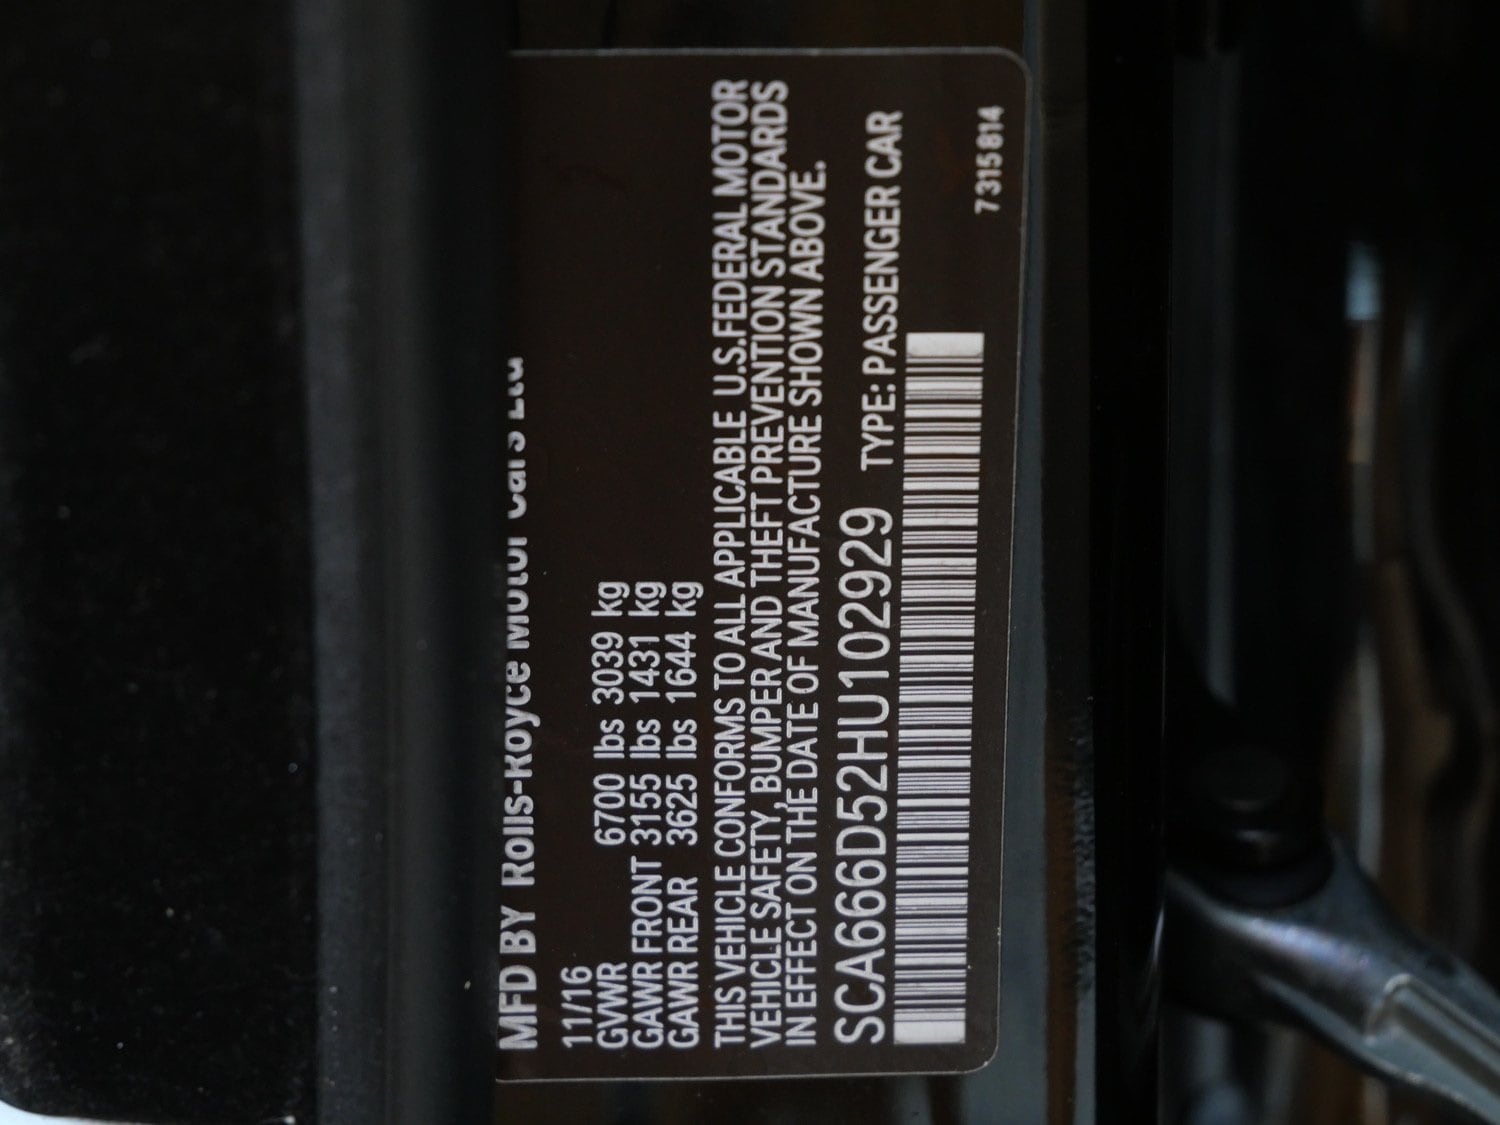 MFD BY Rolls-Royce Motor Cars Ltd
11/16
GVWR 6700 lbs 3039 kg
GAWR FRONT 3155 lbs 1431 kg
GAWR REAR 3625 lbs 1644 kg
THIS VEHICLE CONFORMS TO ALL APPLICABLE U.S.FEDERAL MOTOR
VEHICLE SAFETY, BUMPER AND THEFT PREVENTION STANDARDS
IN EFFECT ON THE DATE OF MANUFACTURE SHOWN ABOVE.
SCA666D52HU102929 TYPE: PASSENGER CAR
7315814